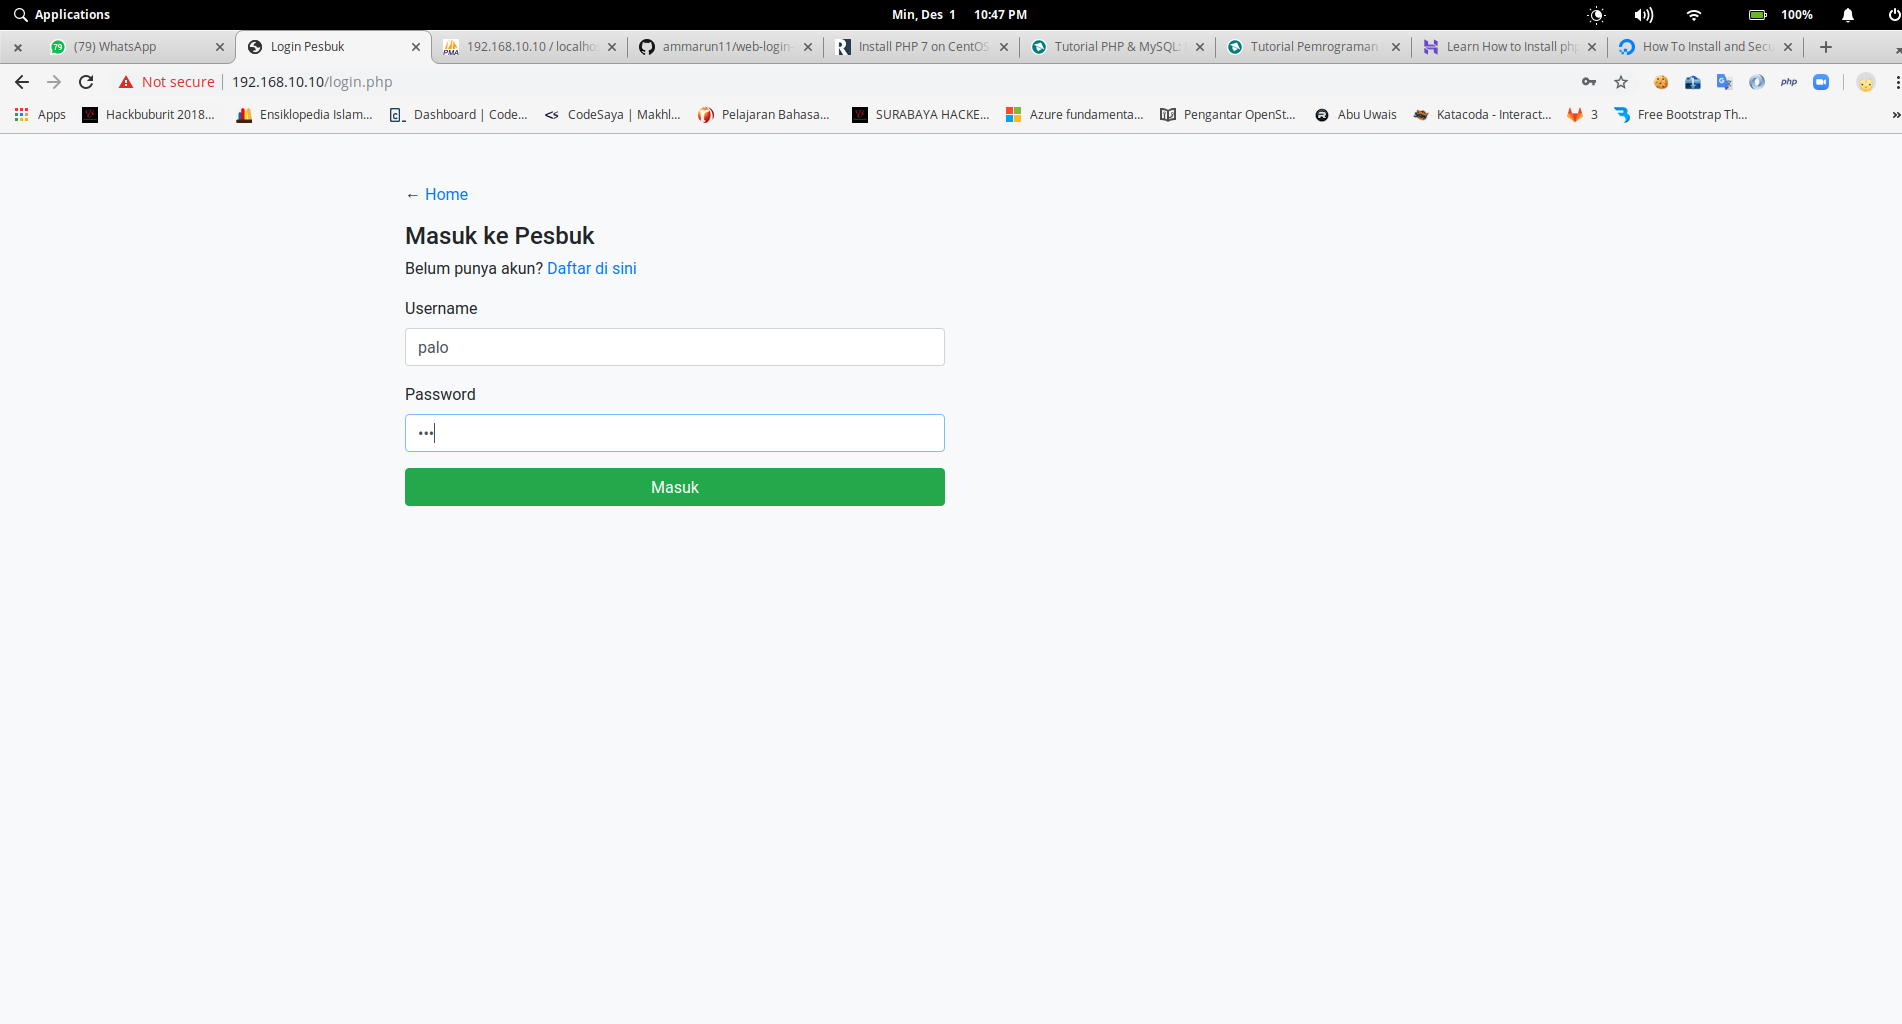 Applications
Min, Des 1 10:47 PM
100%
(79) WhatsApp
Login Pesbuk
192.168.10.10 / localho
ammarun11/web-login-
Install PHP 7 on CentOS
Tutorial PHP & MySQL:
Tutorial Pemrograman
Learn How to Install php
How To Install and Secu
Not secure
192.168.10.10/login.php
php
Apps
Hackbuburit 2018...
Ensiklopedia Islam...
Dashboard | Code...
CodeSaya | Makhl...
Pelajaran Bahasa...
SURABAYA HACKE...
Azure fundamenta...
Pengantar OpenSt...
Abu Uwais
Katacoda - Interact...
3
Free Bootstrap Th...
← Home
Masuk ke Pesbuk
Belum punya akun? Daftar di sini
Username
palo
Password
•••
Masuk